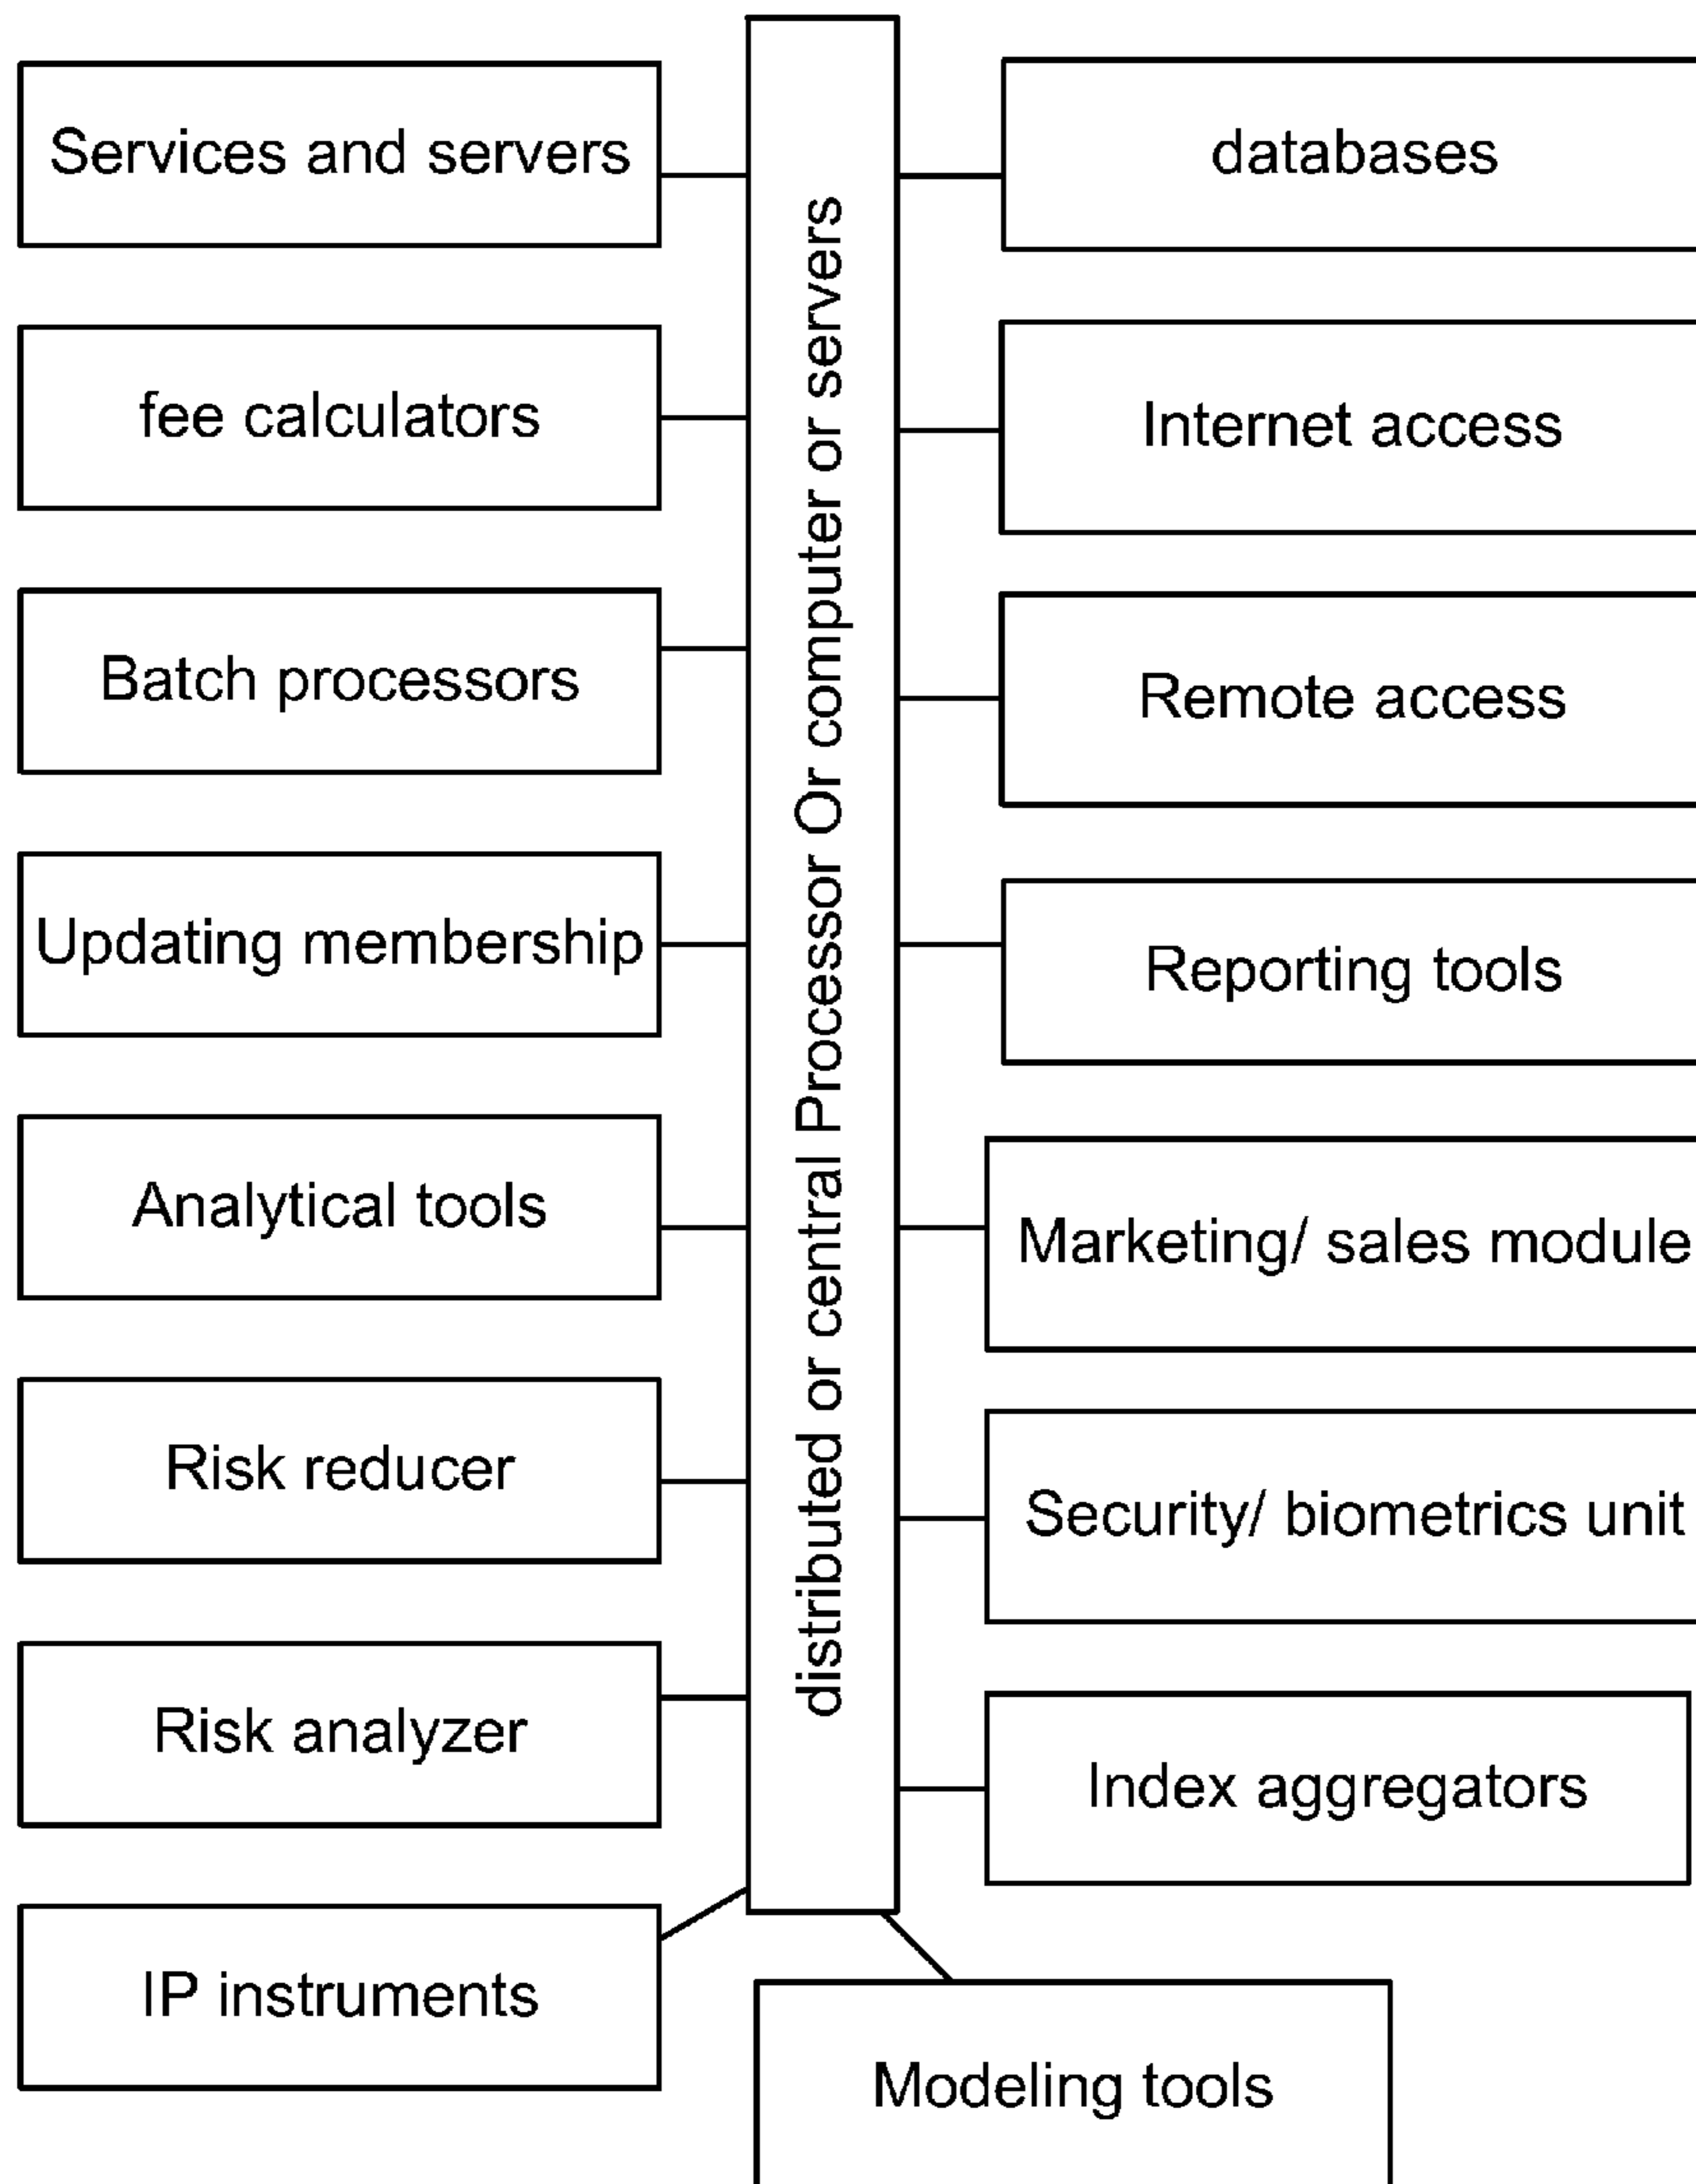 Services and servers
fee calculators
Batch processors
Updating membership
Analytical tools
Risk reducer
Risk analyzer
IP instruments
distributed or central Processor Or computer or servers
databases
Internet access
Remote access
Reporting tools
Marketing/ sales module
Security/ biometrics unit
Index aggregators
Modeling tools